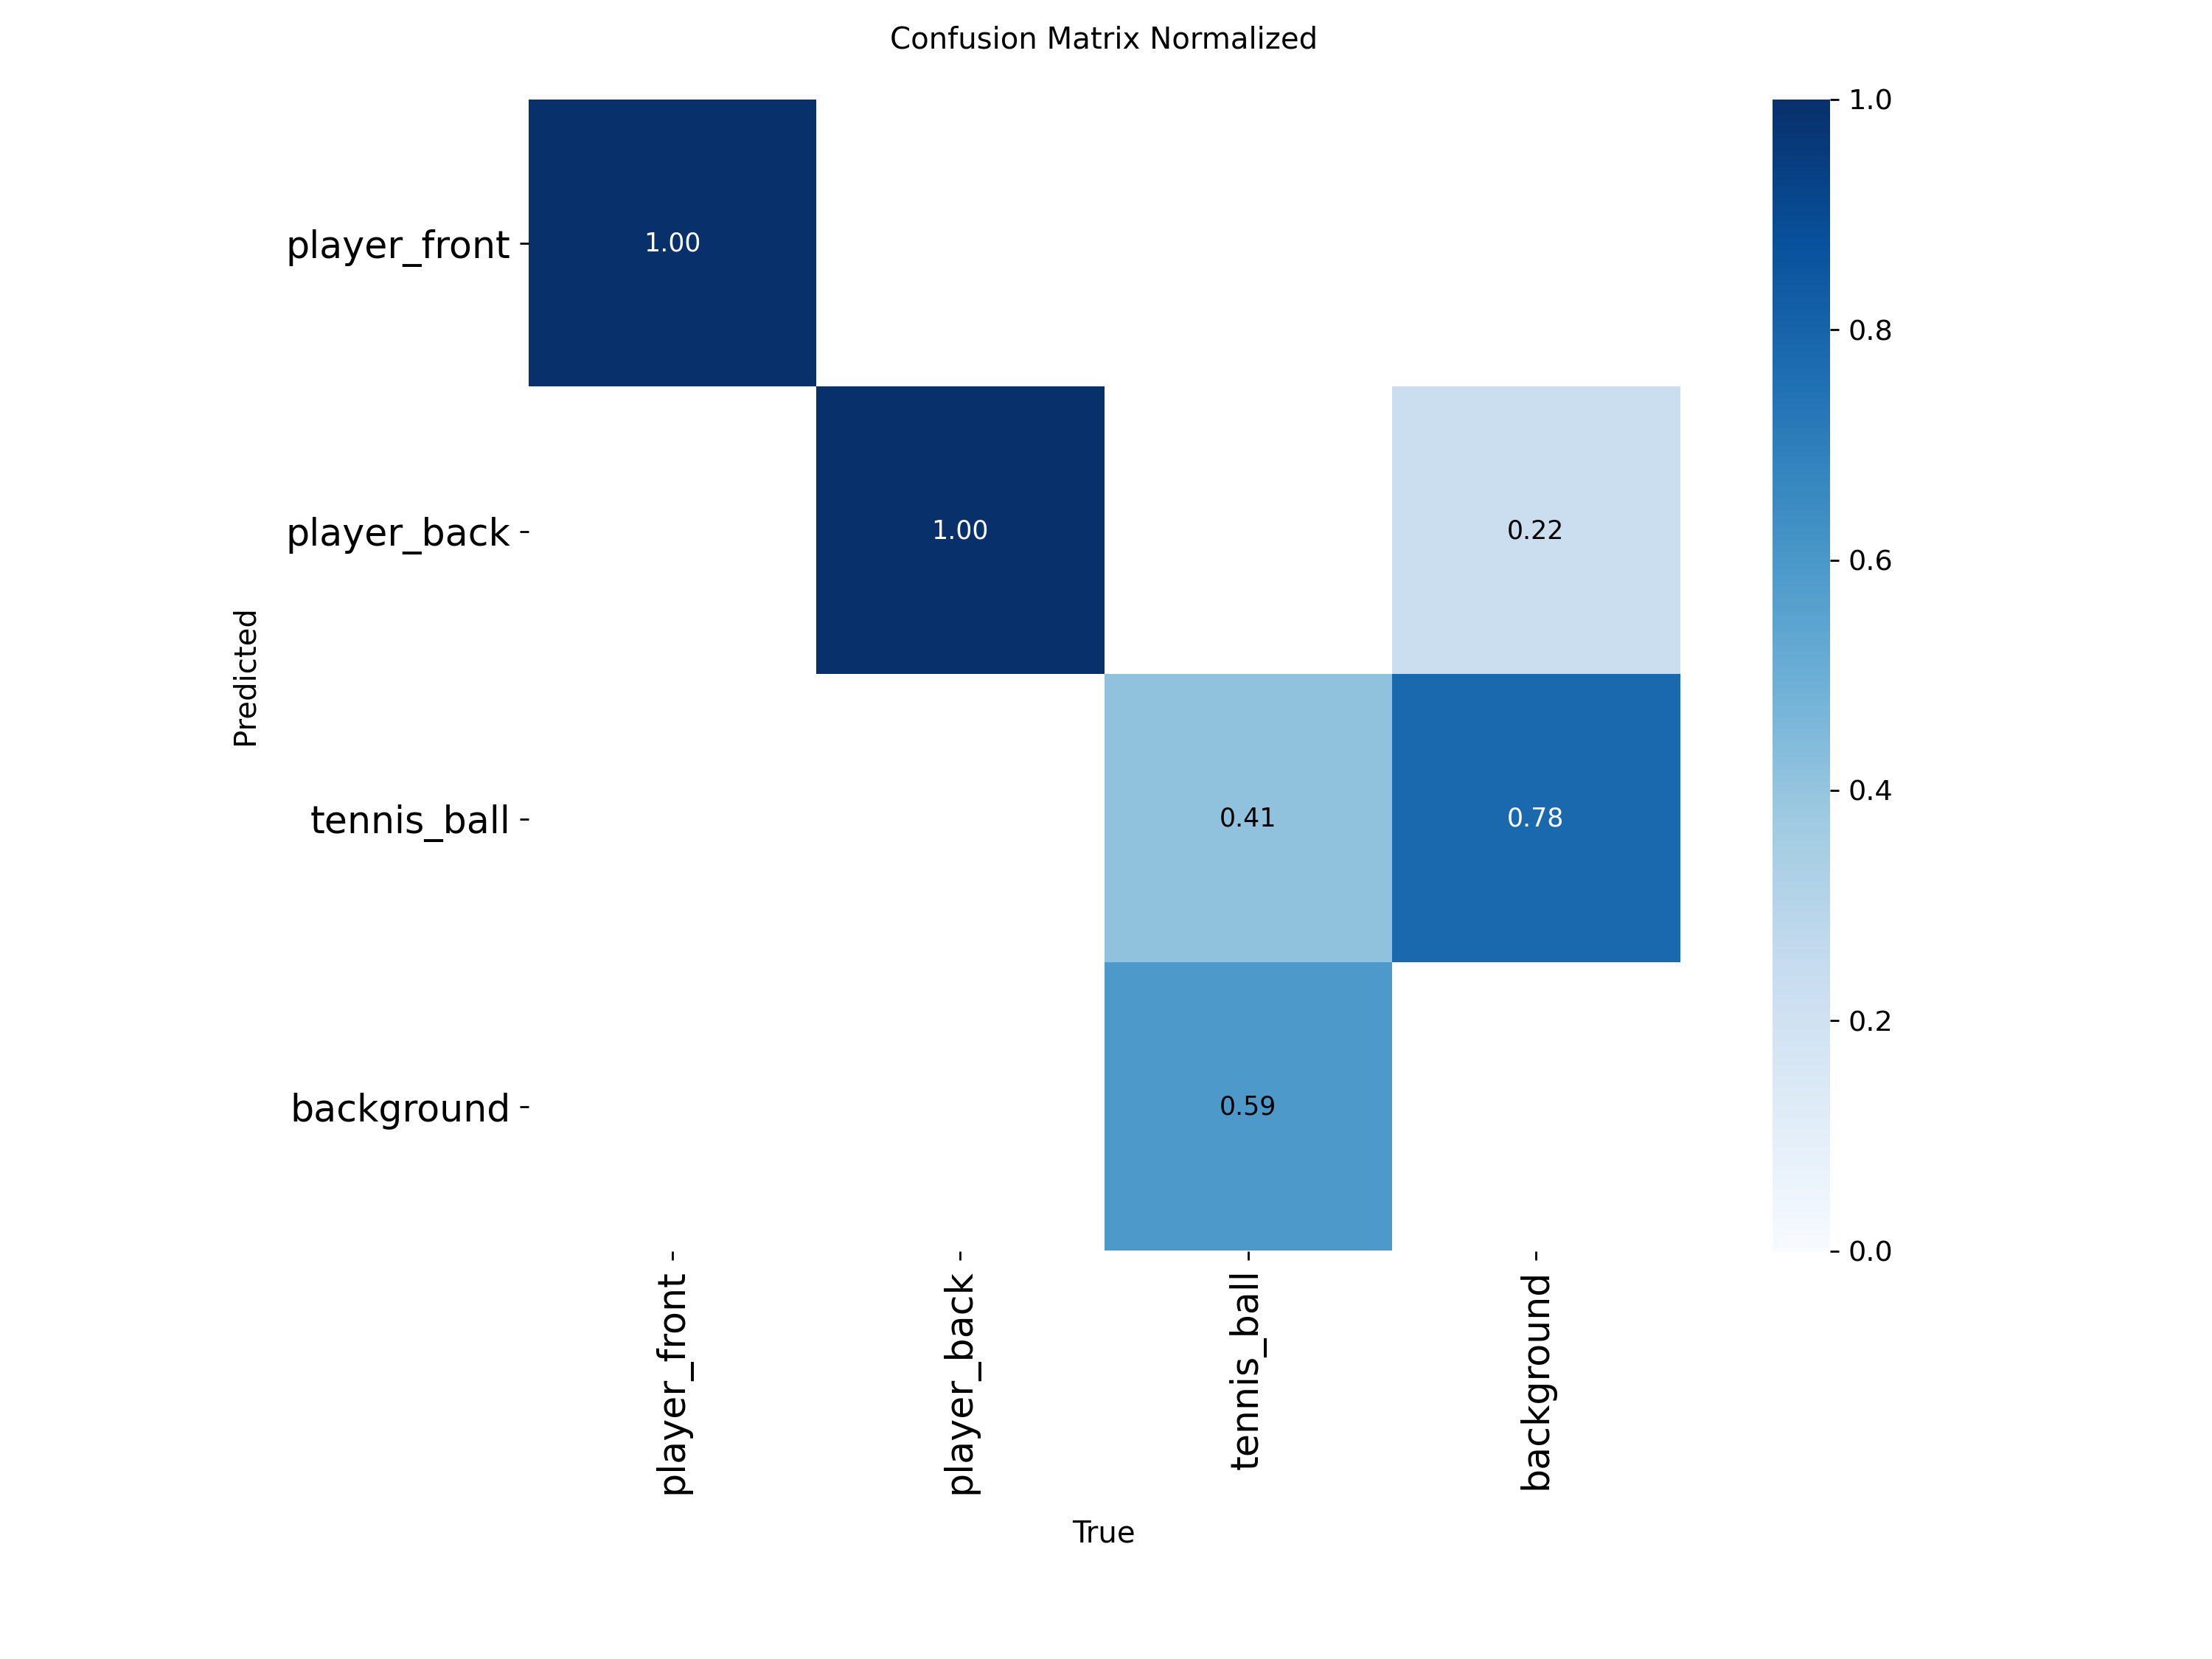 Confusion Matrix Normalized
1.0
player_front
1.00
0.8
player_back
1.00
0.22
0.6
Predicted
tennis_ball
0.41
0.78
0.4
0.2
background
0.59
0.0
player_front
player_back
tennis_ball
background
True